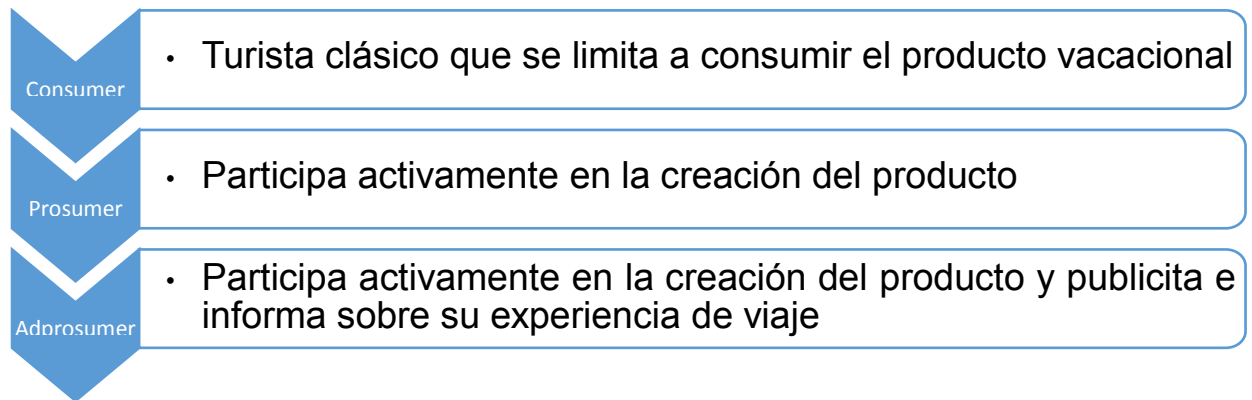 Consumer
• Turista clásico que se limita a consumir el producto vacacional
Prosumer
• Participa activamente en la creación del producto
Adprosumer
• Participa activamente en la creación del producto y publicita e
informa sobre su experiencia de viaje